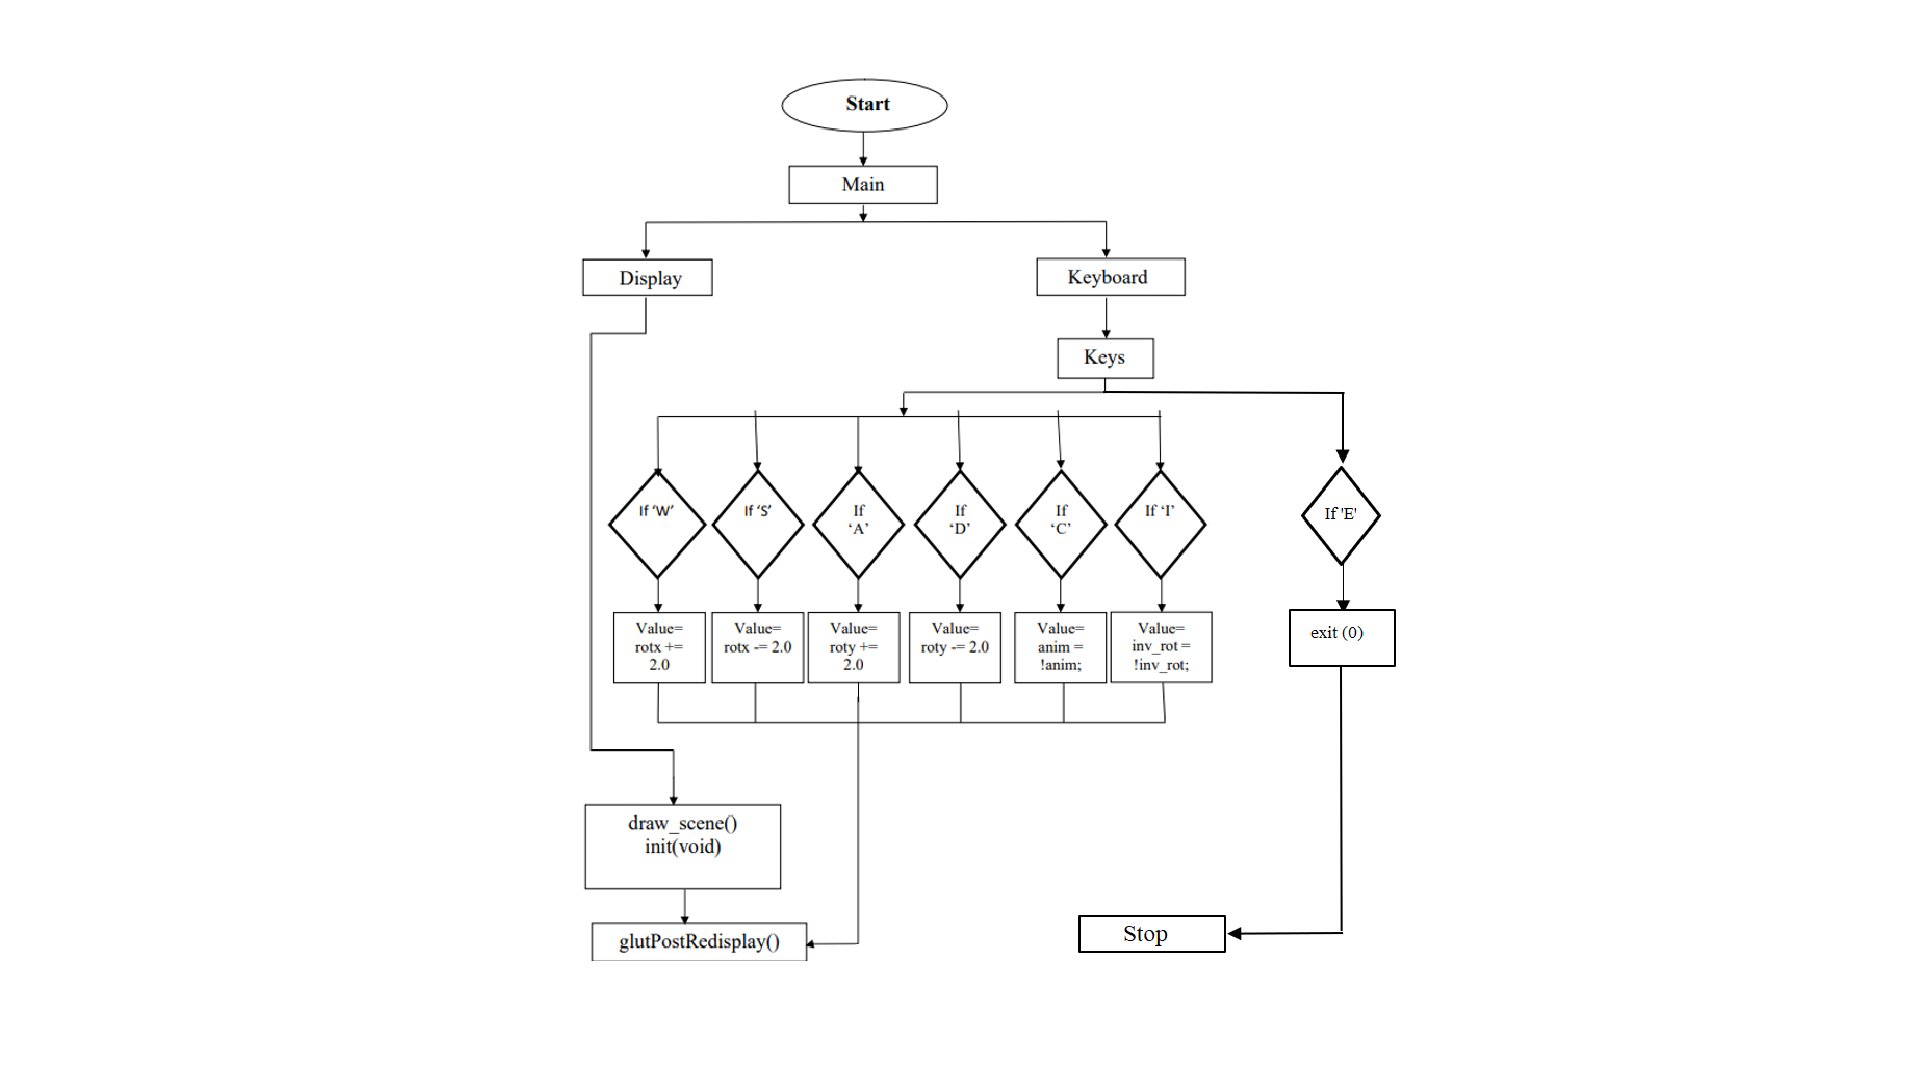 Start
Main
Display
Keyboard
Keys
If ‘W’
If ‘S’
If
‘A’
If
‘D’
If
‘C’
If ‘I’
If 'E'
Value=
rotx +=
2.0
Value=
rotx -= 2.0
Value=
roty +=
2.0
Value=
roty -= 2.0
Value=
anim =
!anim;
Value=
inv_rot =
!inv_rot;
exit (0)
draw_scene()
init(void)
glutPostRedisplay()
Stop